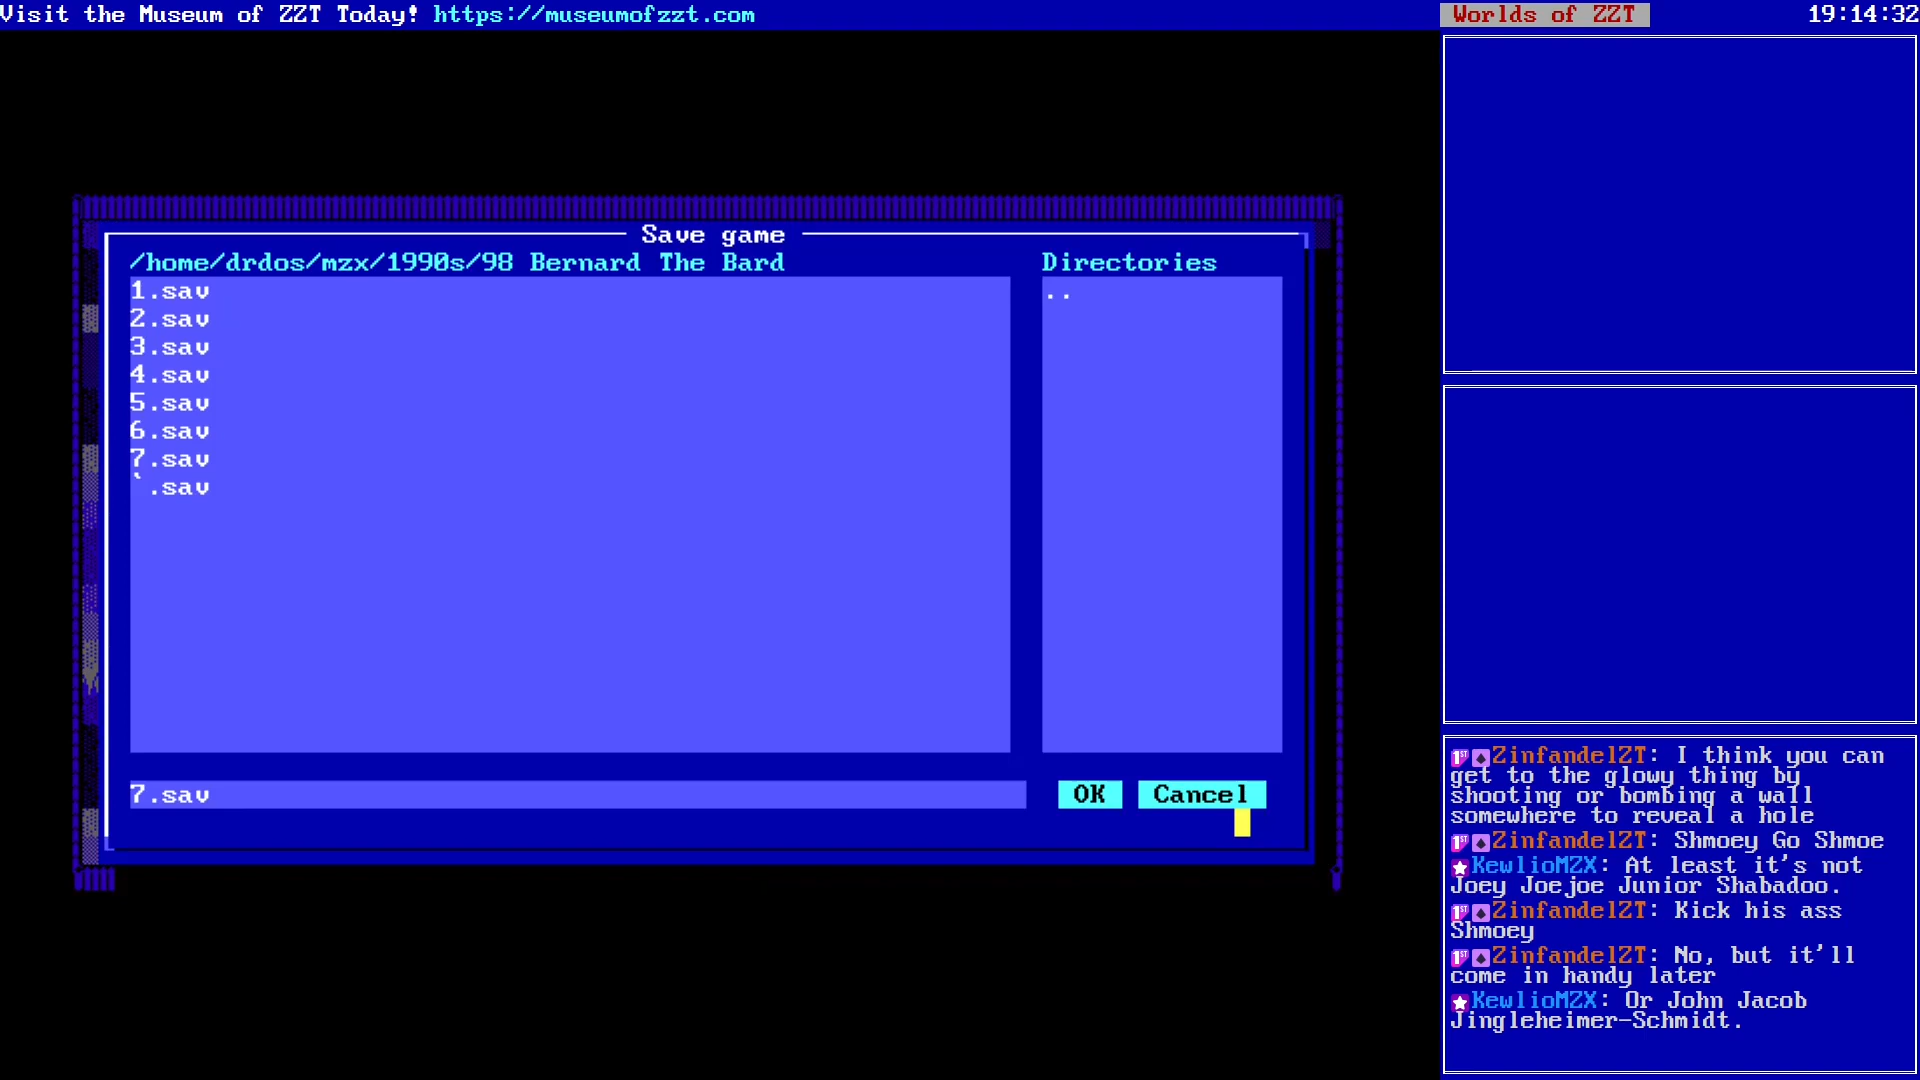 Visit the Museum of ZZT Today! https://museumofzzt.com
Worlds of ZZT
19:14:32
Save game
/home/drdos/mzx/1990s/98 Bernard The Bard
Directories
1.sav
..
2.sav
3.sav
4.sav
5.sav
6.sav
7.sav
`.sav
7.sav
OK
Cancel
1ST ZinfandelZT: I think you can
get to the glowy thing by
shooting or bombing a wall
somewhere to reveal a hole
1ST ZinfandelZT: Shmoey Go Shmoe
KewlioMZX: At least it's not
Joey Joejoe Junior Shabadoo.
1ST ZinfandelZT: Kick his ass
Shmoey
1ST ZinfandelZT: No, but it'll
come in handy later
KewlioMZX: Or John Jacob
Jingleheimer-Schmidt.